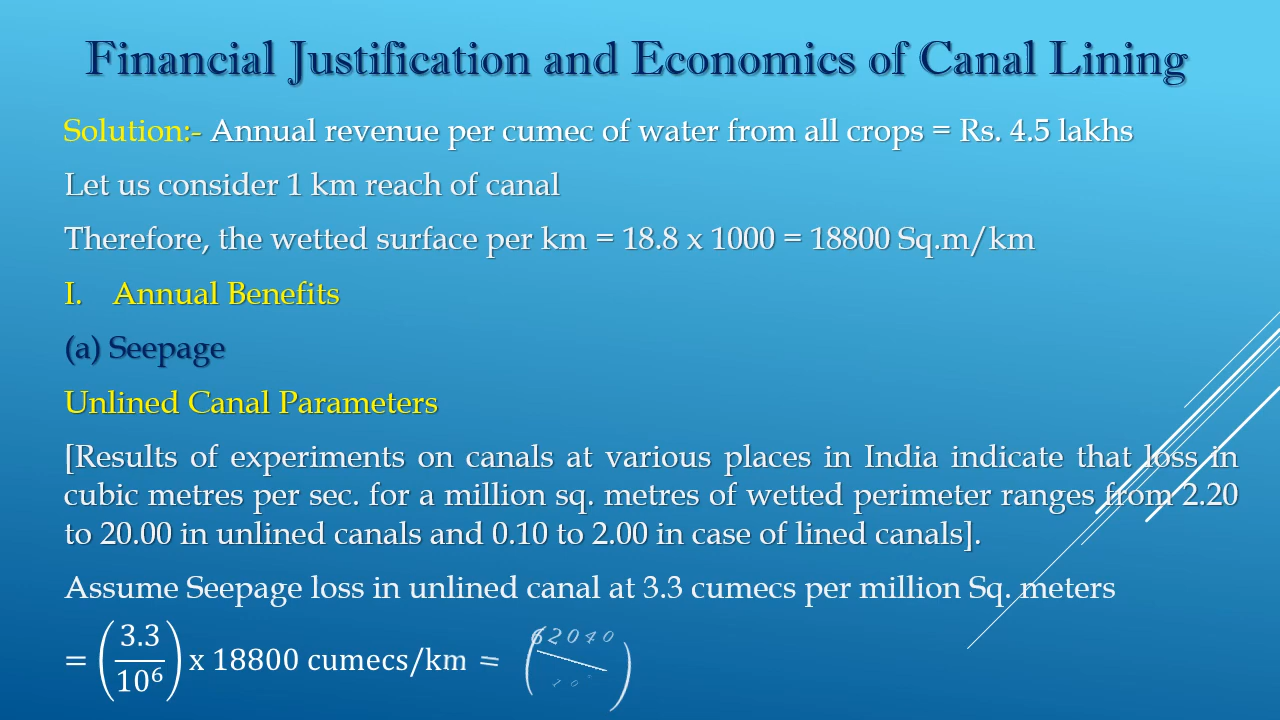 Financial Justification and Economics of Canal Lining
Solution:- Annual revenue per cumec of water from all crops = Rs. 4.5 lakhs
Let us consider 1 km reach of canal
Therefore, the wetted surface per km = 18.8 x 1000 = 18800 Sq.m/km
I. Annual Benefits
(a) Seepage
Unlined Canal Parameters
[Results of experiments on canals at various places in India indicate that loss in
cubic metres per sec. for a million sq. metres of wetted perimeter ranges from 2.20
to 20.00 in unlined canals and 0.10 to 2.00 in case of lined canals].
Assume Seepage loss in unlined canal at 3.3 cumecs per million Sq. meters
= (3.3/10⁶) x 18800 cumecs/km = (62040/10)